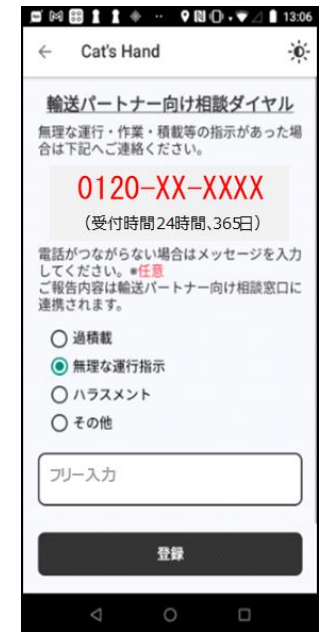 13:06
Cat's Hand
輸送パートナー向け相談ダイヤル
無理な運行・作業・積載等の指示があった場
合は下記へご連絡ください。
0120-XX-XXXX
(受付時間24時間、365日)
電話がつながらない場合はメッセージを入力
してください。※任意
ご報告内容は輸送パートナー向け相談窓口に
連携されます。
過積載
無理な運行指示
ハラスメント
その他
フリー入力
登録